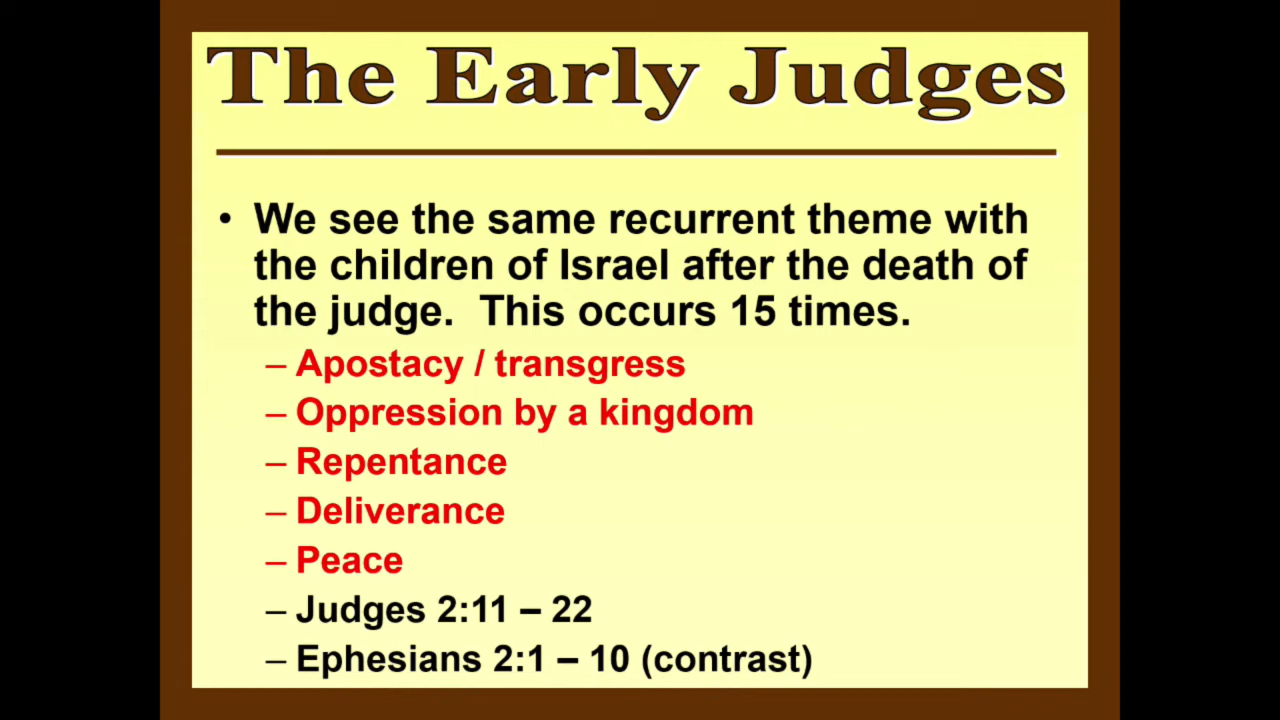 The Early Judges
• We see the same recurrent theme with
the children of Israel after the death of
the judge.  This occurs 15 times.
– Apostacy / transgress
– Oppression by a kingdom
– Repentance
– Deliverance
– Peace
– Judges 2:11 – 22
– Ephesians 2:1 – 10 (contrast)